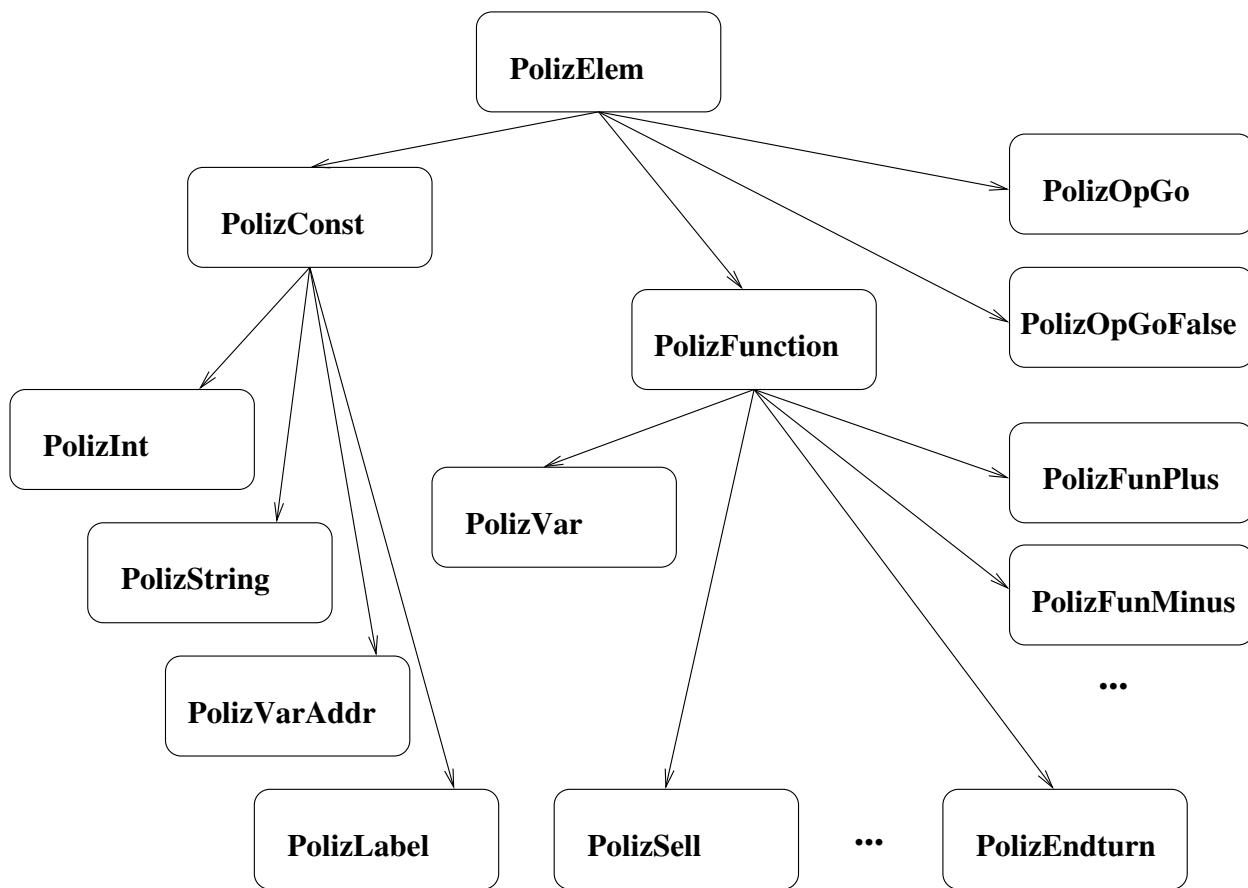 PolizElem
PolizOpGo
PolizConst
PolizOpGoFalse
PolizFunction
PolizInt
PolizFunPlus
PolizVar
PolizString
PolizFunMinus
...
PolizVarAddr
PolizLabel
PolizSell
...
PolizEndturn